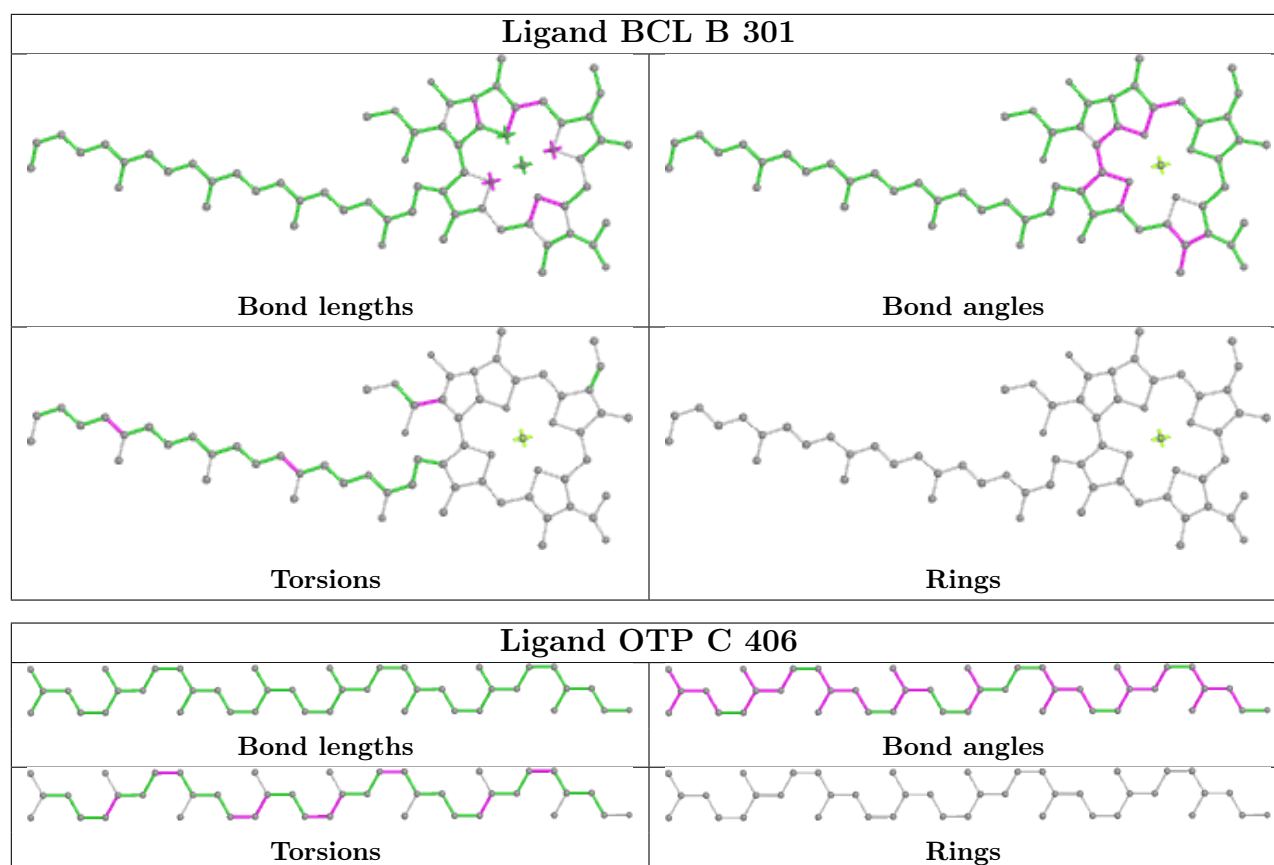 Ligand BCL B 301
Bond lengths
Bond angles
Torsions
Rings
Ligand OTP C 406
Bond lengths
Bond angles
Torsions
Rings